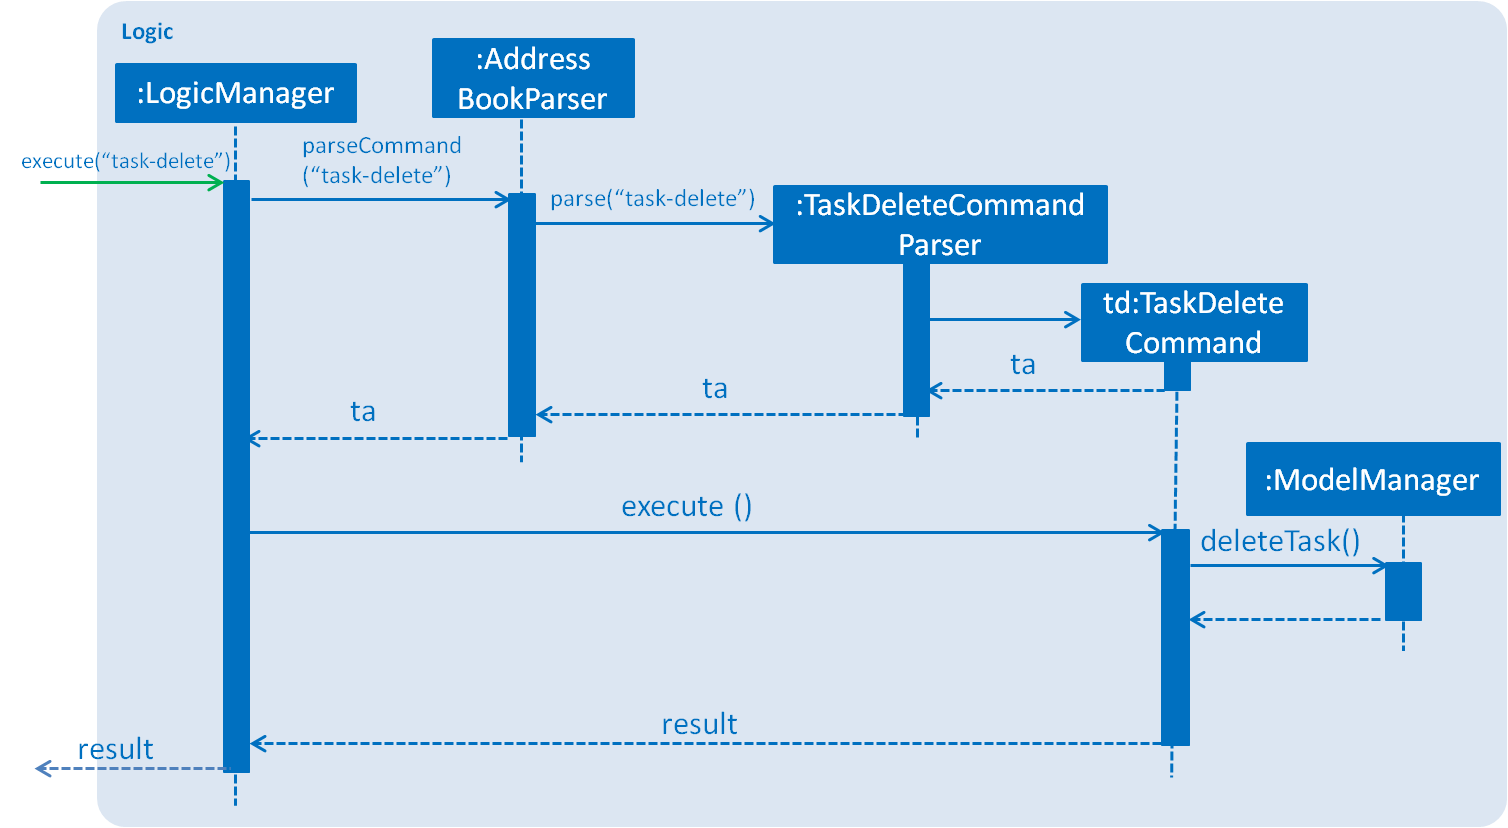 Logic
:LogicManager
:Address
BookParser
execute(“task-delete”)
parseCommand
(“task-delete”)
parse(“task-delete”)
:TaskDeleteCommand
Parser
td:TaskDelete
Command
ta
ta
ta
:ModelManager
execute ()
deleteTask()
result
result